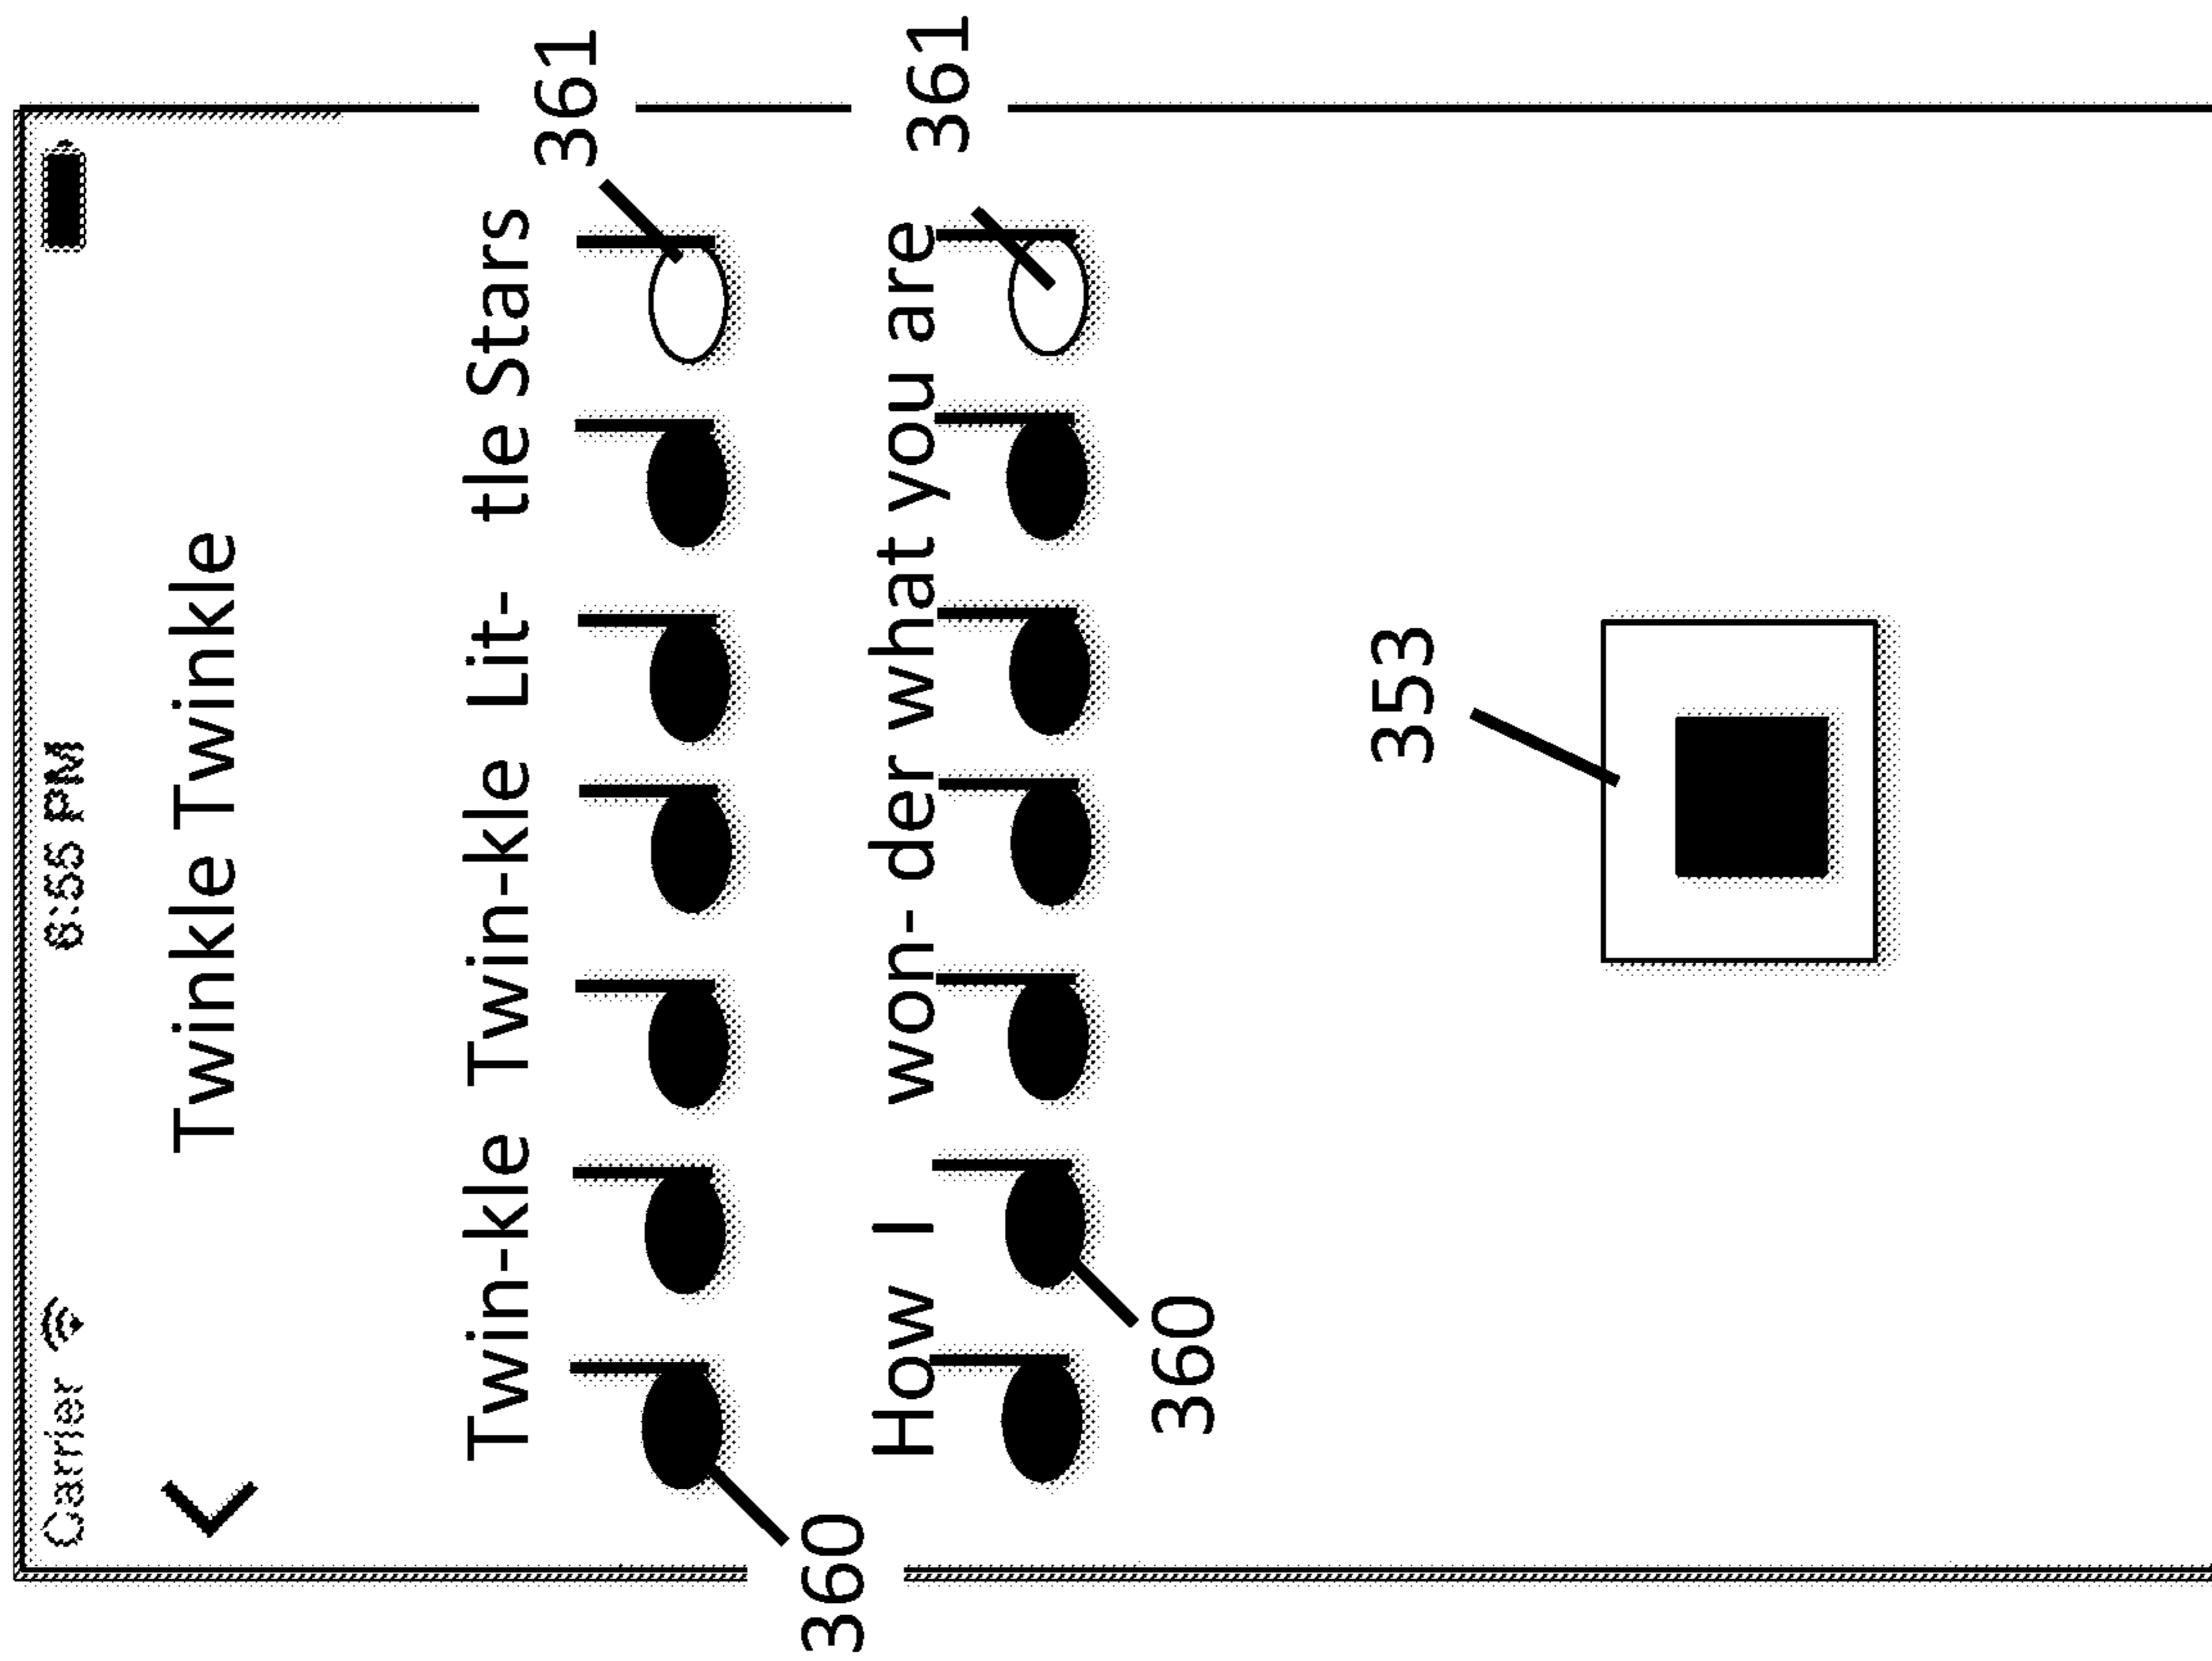 Carrier 6:55 PM
Twinkle Twinkle
Twin-kle Twin-kle Lit- tle Stars
361
360
How I won- der what you are
361
360
353